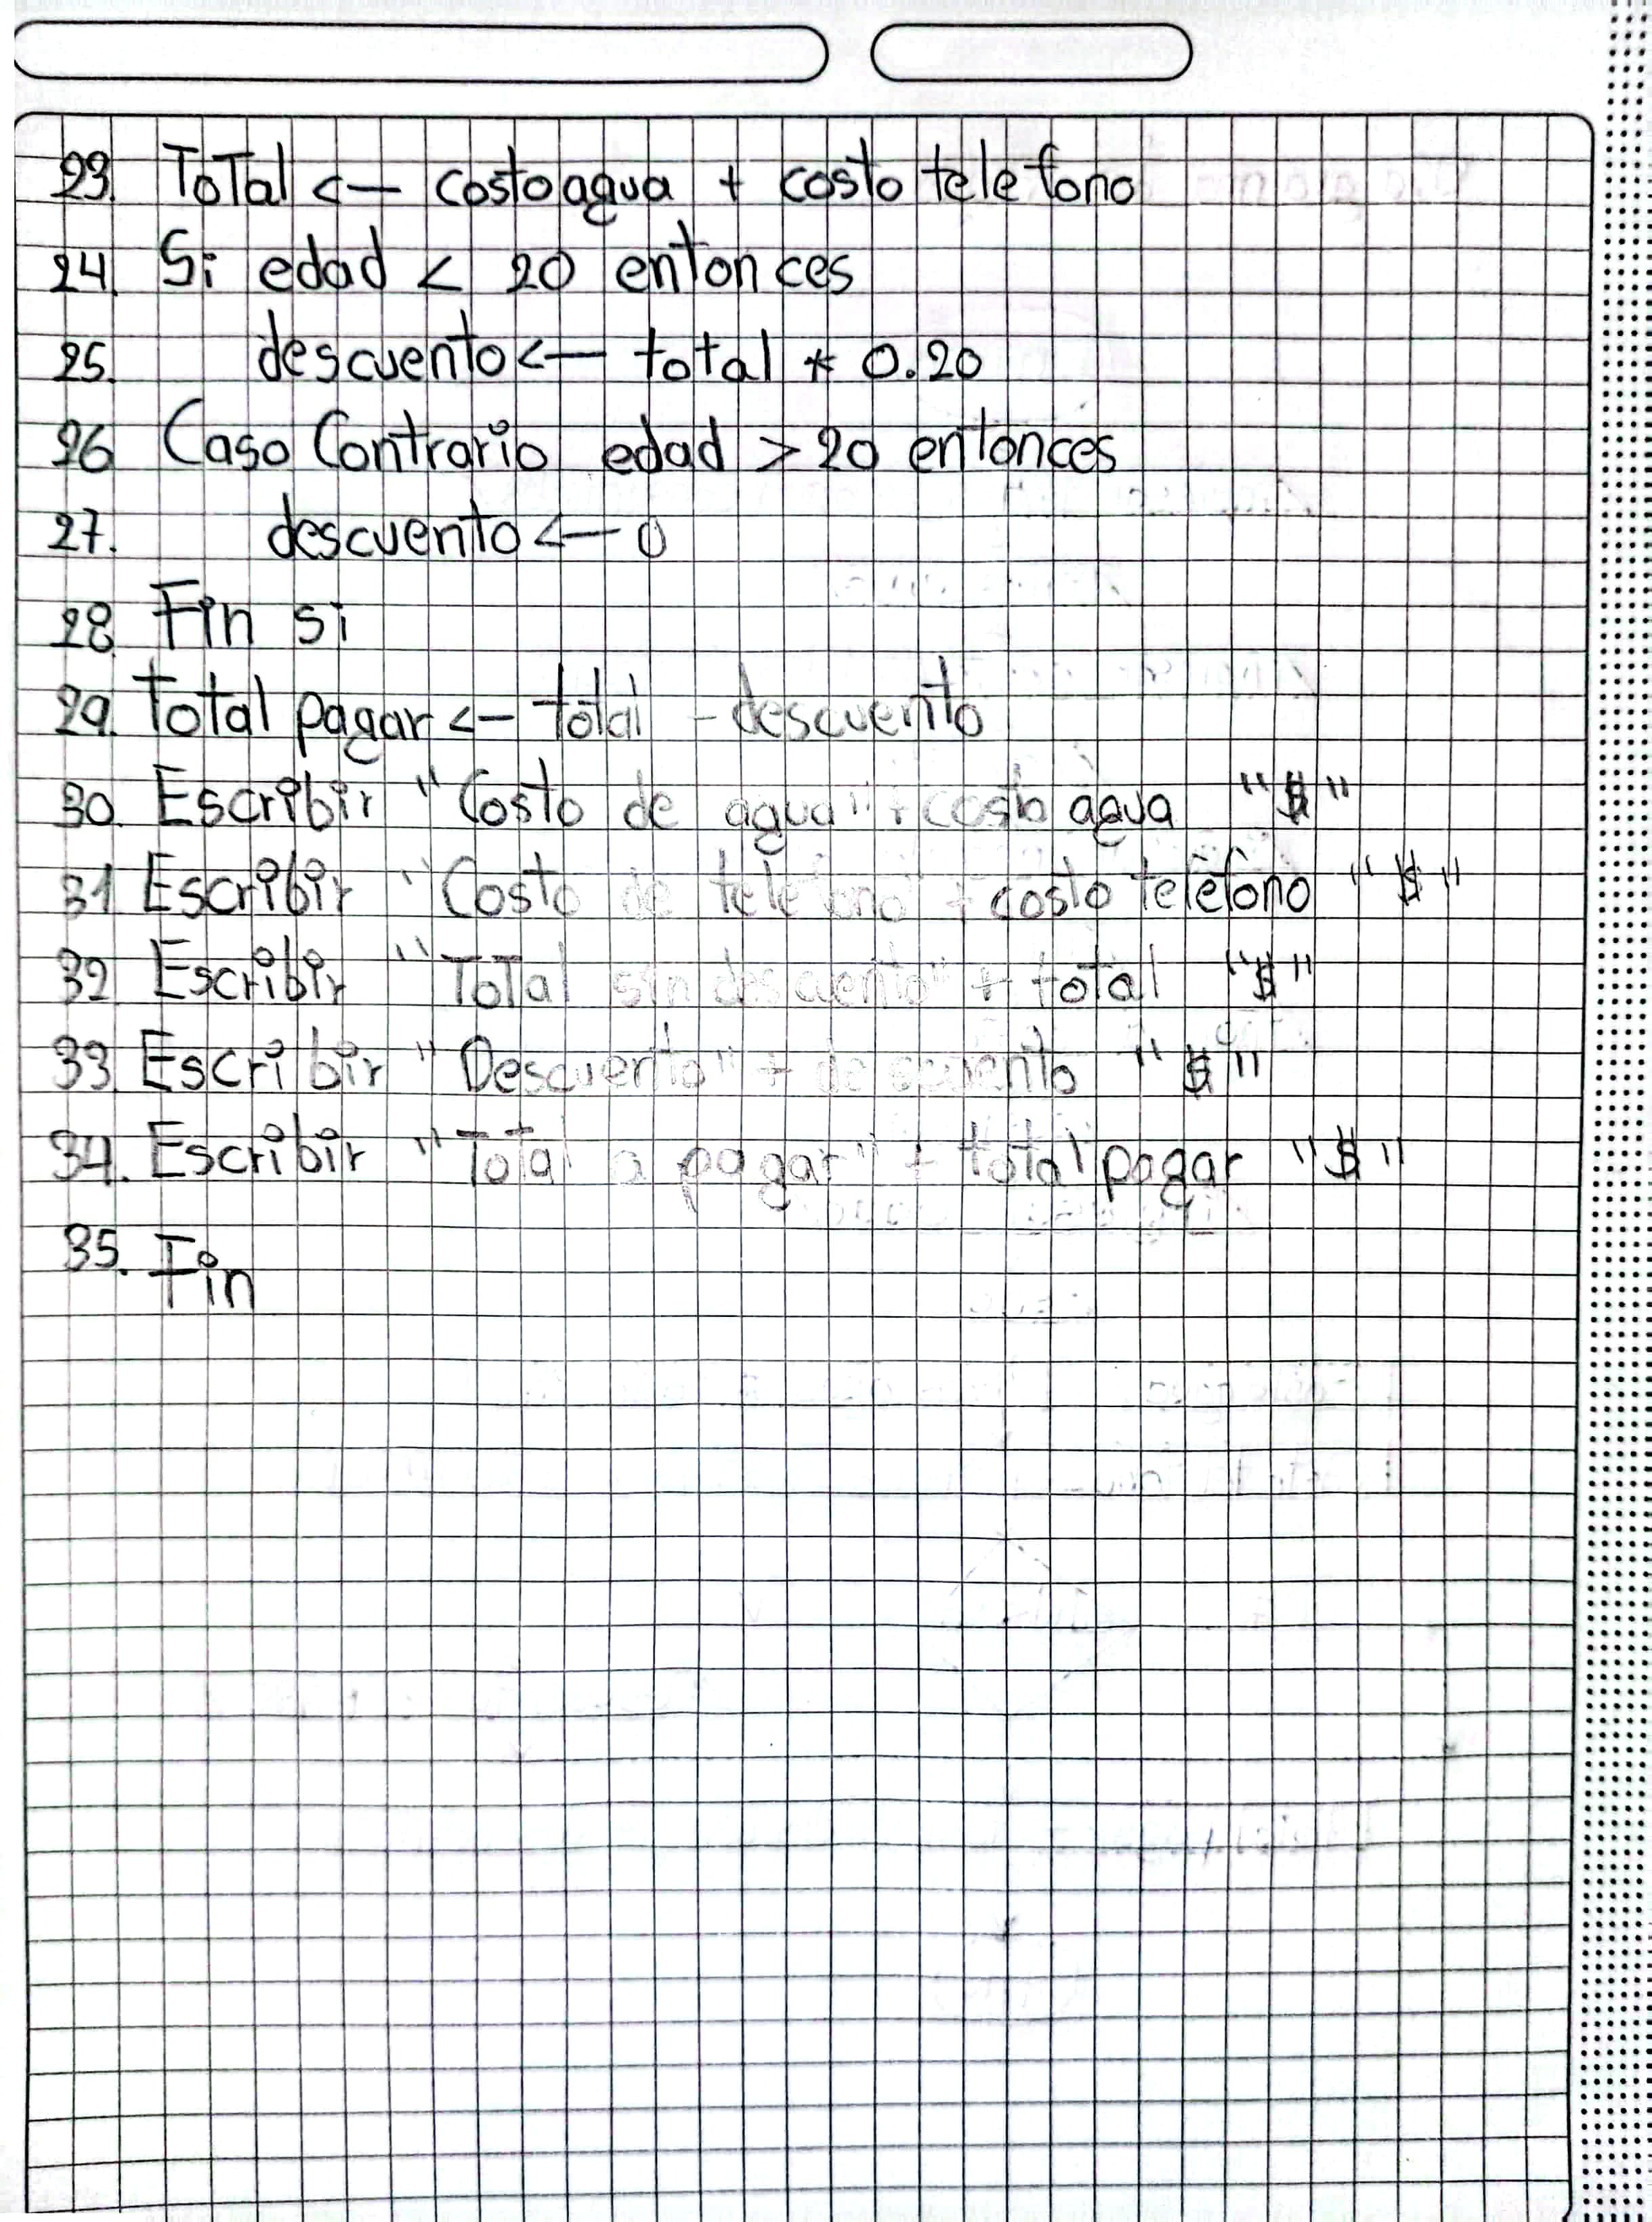 23. Total <— costo agua + costo telefono
24. Si edad < 20 entonces
25. descuento <— total * 0.20
26. Caso Contrario edad > 20 entonces
27. descuento <— 0
28. Fin si
29. Total pagar <— total - descuento
30. Escribir "Costo de agua" + costo agua "$"
31. Escribir "Costo de telefono" + costo telefono "$"
32. Escribir "Total sin descuento" + total "$"
33. Escribir "Descuento" + descuento "$"
34. Escribir "Total a pagar" + total pagar "$"
35. Fin